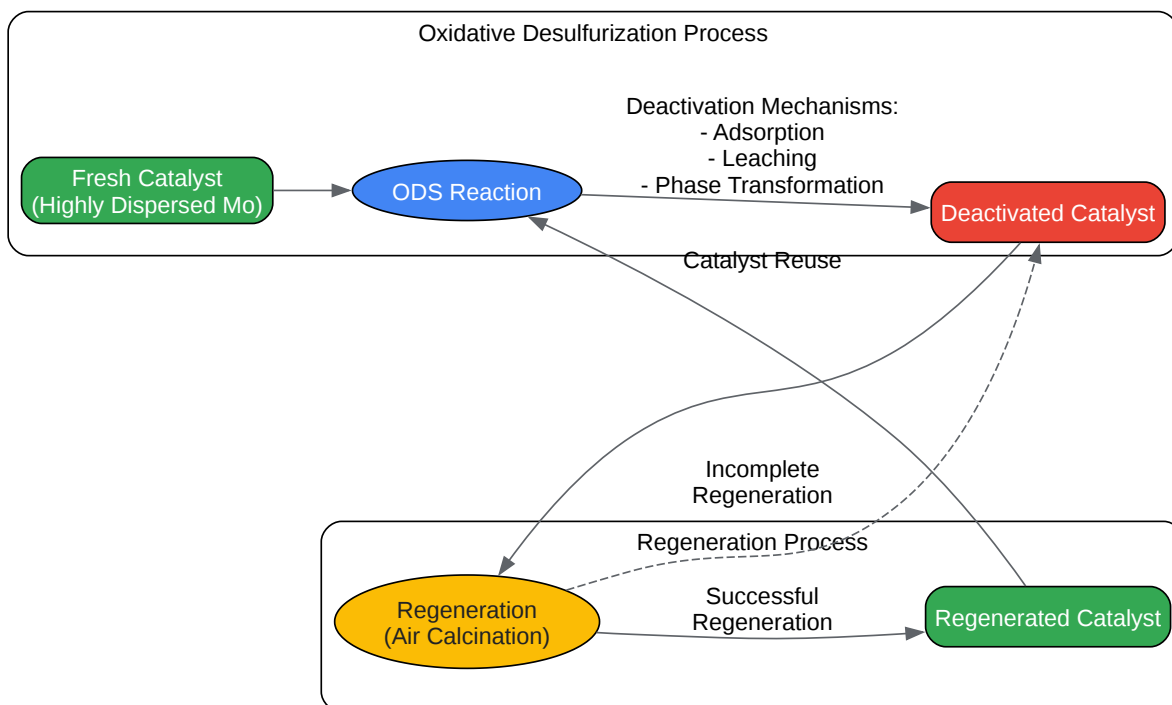 Oxidative Desulfurization Process
Deactivation Mechanisms:
- Adsorption
- Leaching
- Phase Transformation
Fresh Catalyst
(Highly Dispersed Mo)
ODS Reaction
Deactivated Catalyst
Catalyst Reuse
Incomplete
Regeneration
Regeneration Process
Regeneration
(Air Calcination)
Successful
Regeneration
Regenerated Catalyst